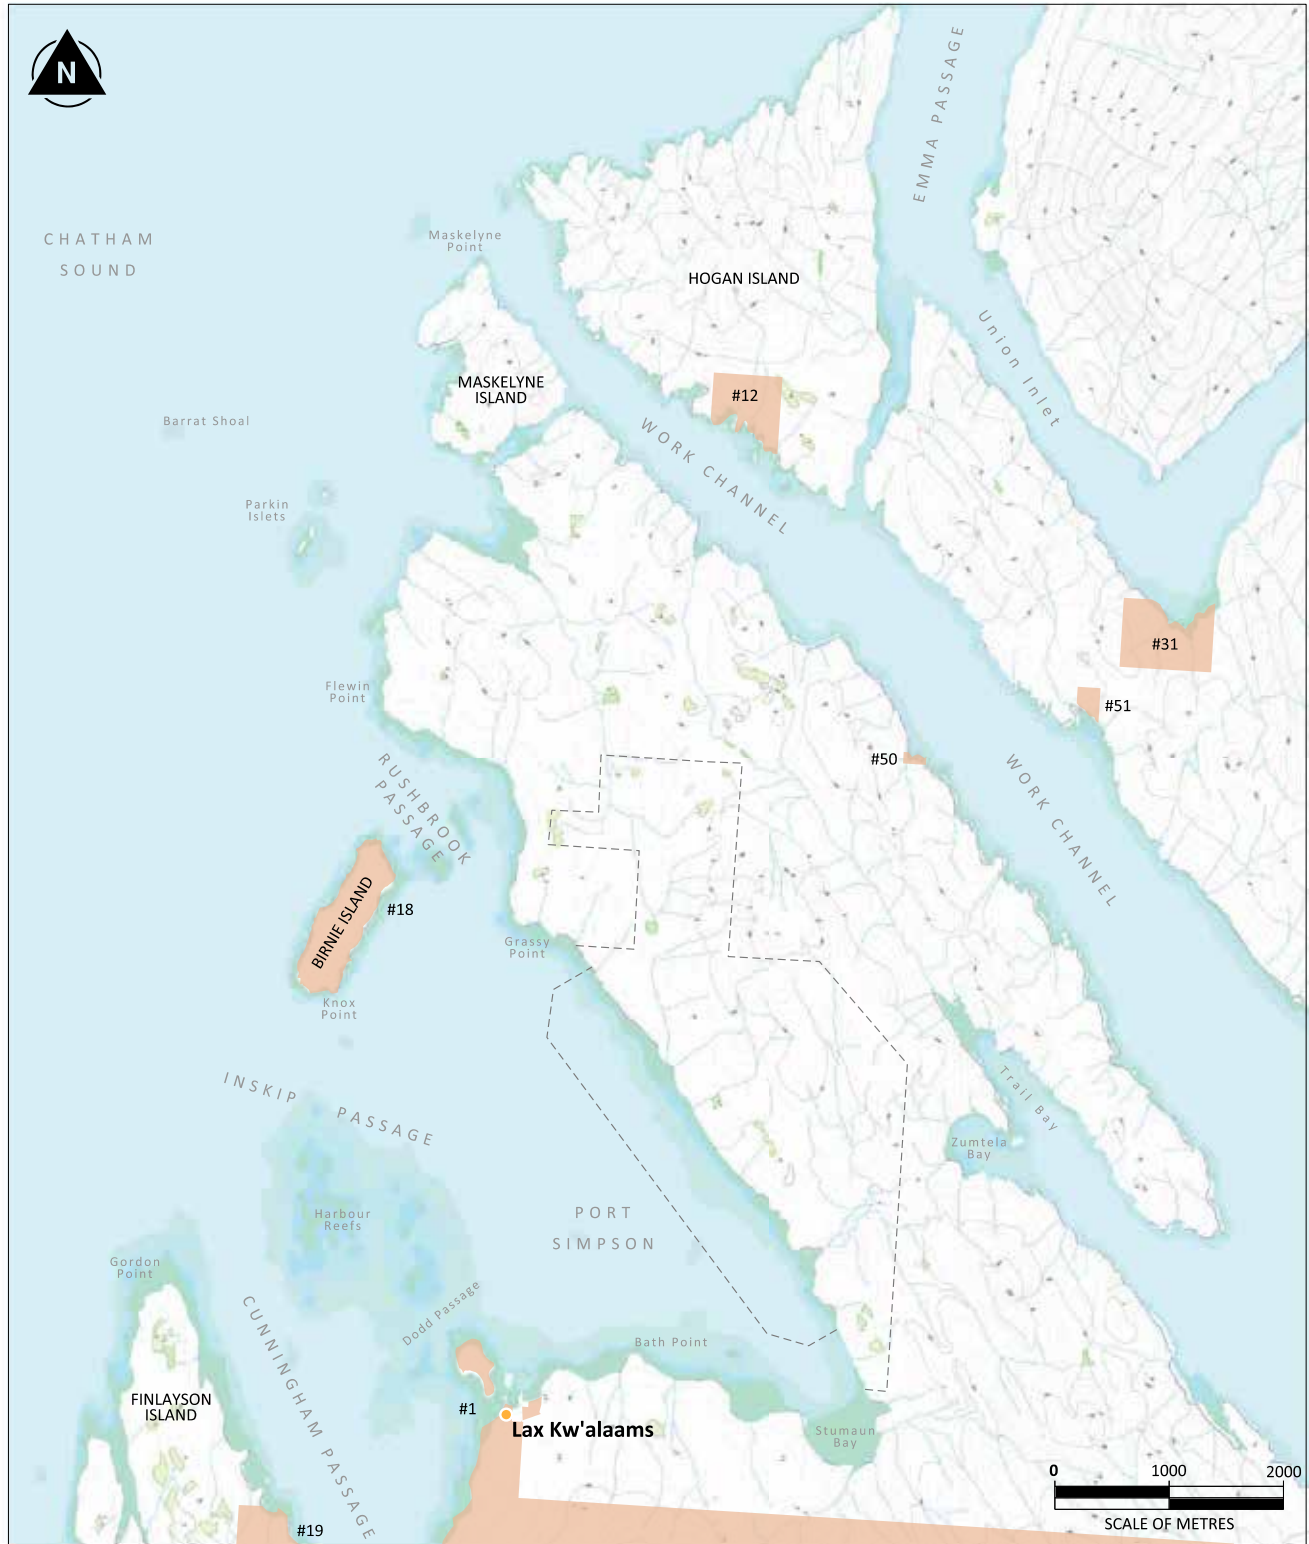 N
EMMA PASSAGE
CHATHAM
SOUND
Maskelyne
Point
HOGAN ISLAND
Union Inlet
MASKELYNE
ISLAND
#12
Barrat Shoal
WORK CHANNEL
Parkin
Islets
#31
Flewin
Point
#51
#50
RUSHBROOK
PASSAGE
WORK CHANNEL
BIRNIE ISLAND
#18
Grassy
Point
Knox
Point
INSKIP PASSAGE
Trail Bay
Zumtela
Bay
Harbour
Reefs
PORT
SIMPSON
Gordon
Point
CUNNINGHAM PASSAGE
Dodd Passage
Bath Point
FINLAYSON
ISLAND
#1
Lax Kw'alaams
Stumaun
Bay
0 1000 2000
SCALE OF METRES
#19